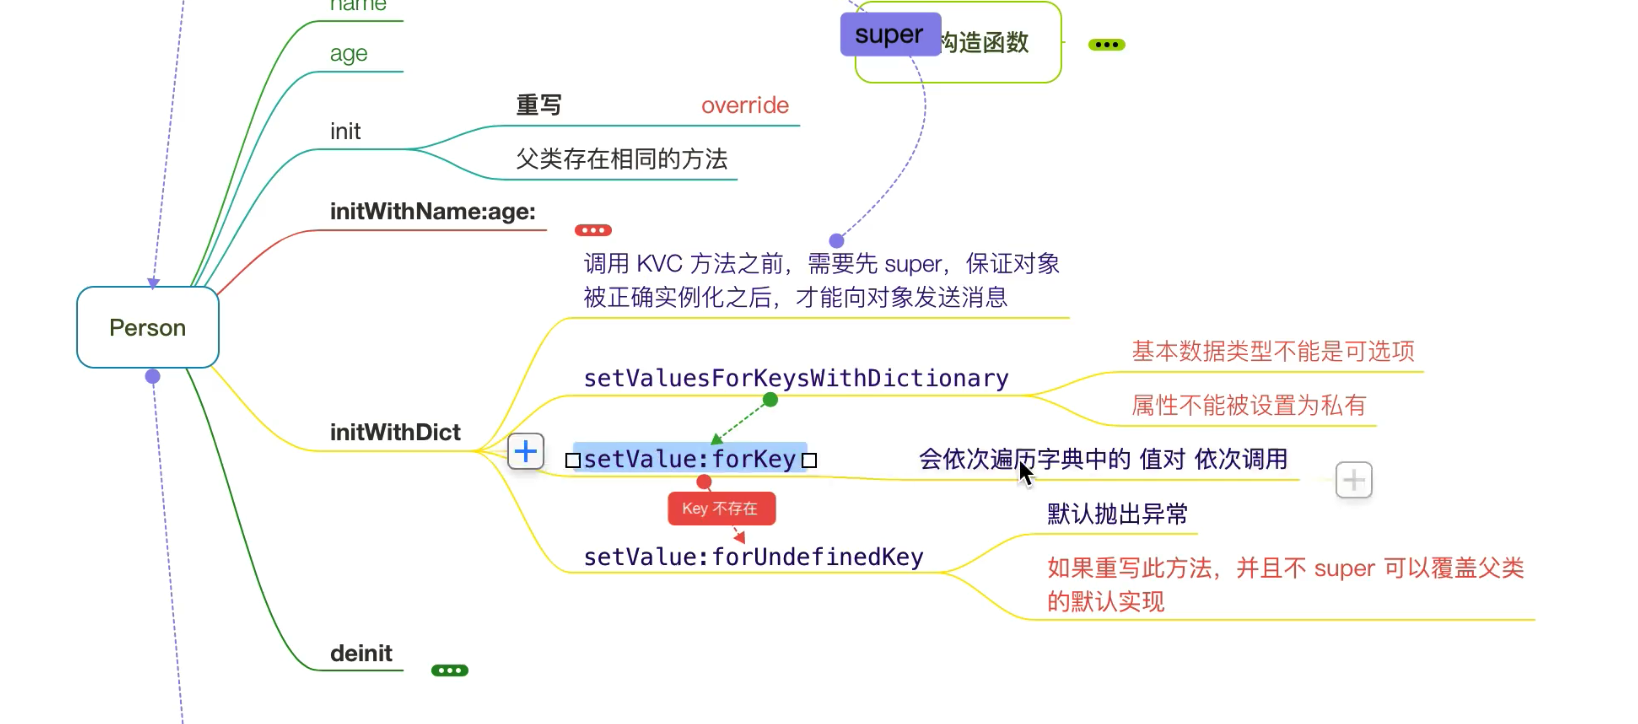 name
super
构造函数
age
重写 override
init
父类存在相同的方法
initWithName:age:
调用 KVC 方法之前，需要先 super，保证对象
被正确实例化之后，才能向对象发送消息
Person
基本数据类型不能是可选项
setValuesForKeysWithDictionary
属性不能被设置为私有
initWithDict
setValue:forKey
会依次遍历字典中的 值对 依次调用
Key 不存在
默认抛出异常
setValue:forUndefinedKey
如果重写此方法，并且不 super 可以覆盖父类
的默认实现
deinit